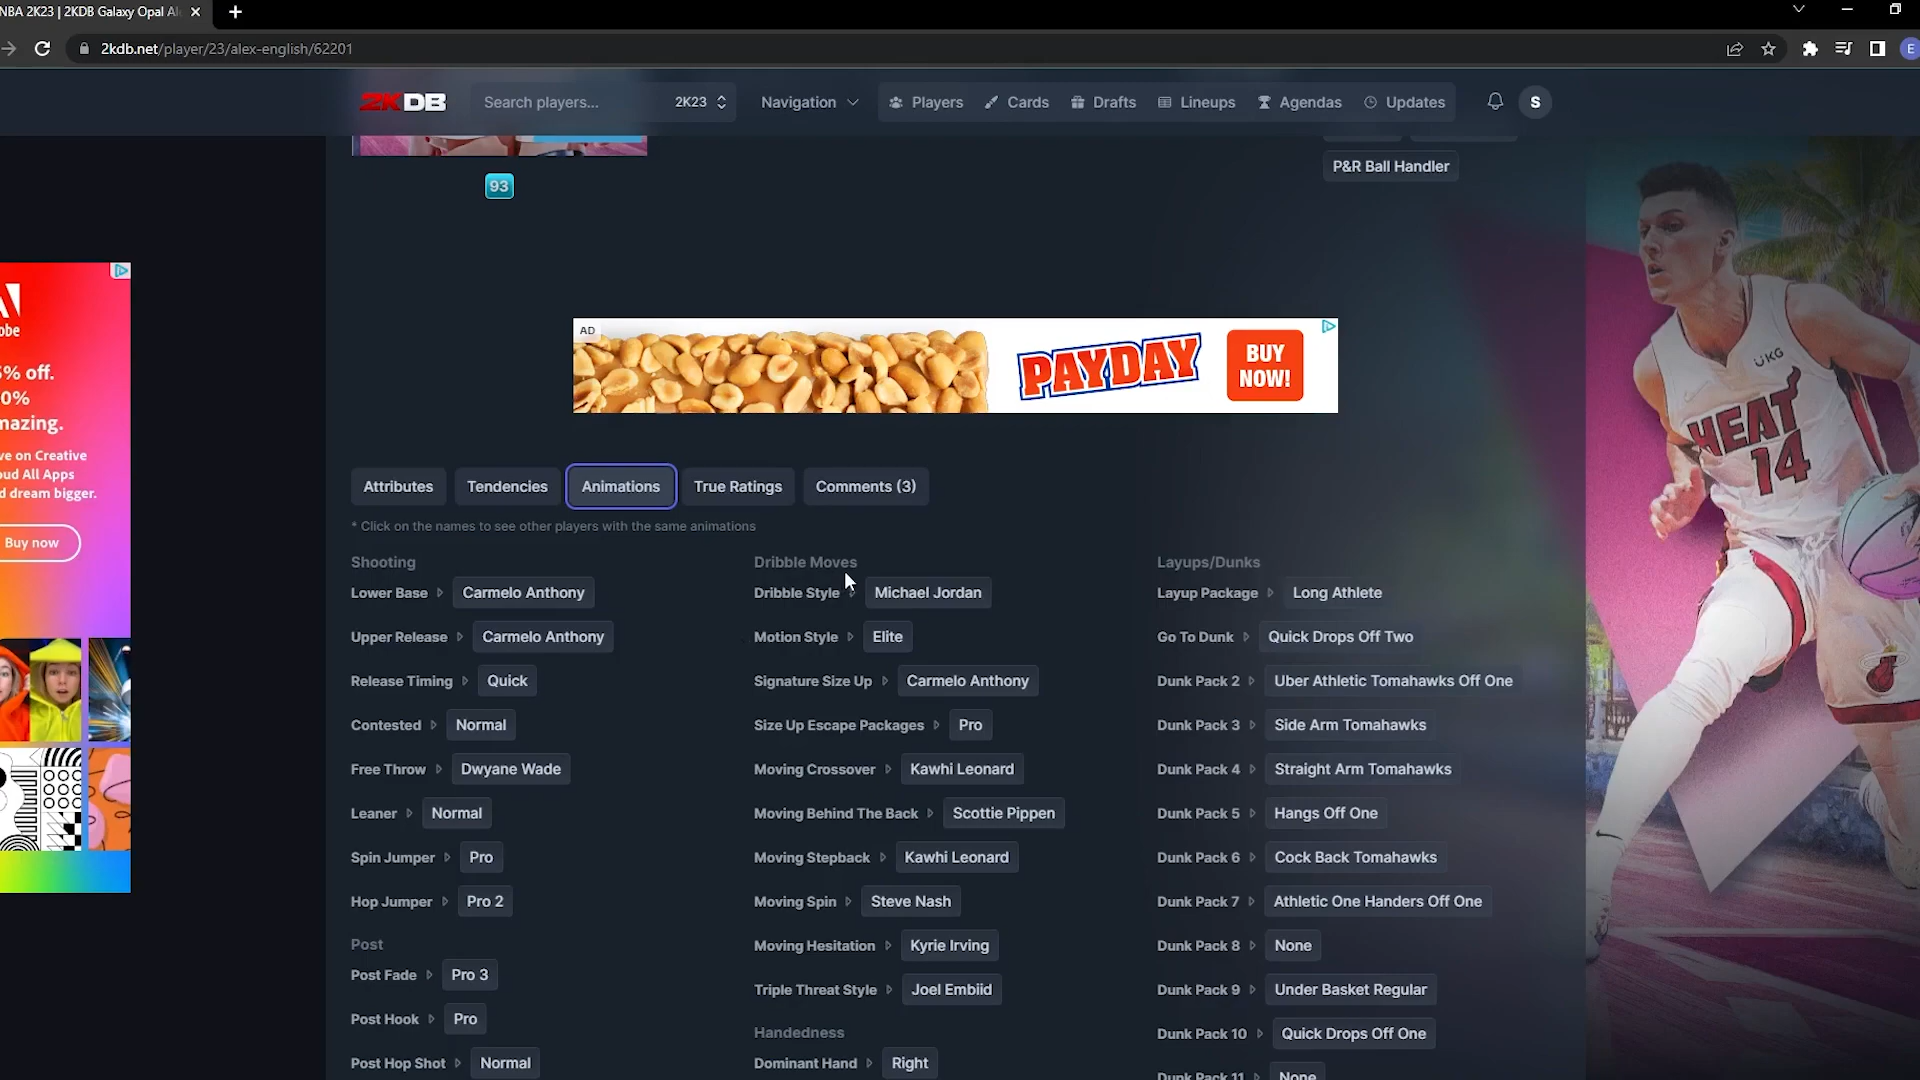 NBA 2K23 | 2KDB Galaxy Opal Al
2kdb.net/player/23/alex-english/62201
E
2KDB
Search players...
2K23
Navigation
Players
Cards
Drafts
Lineups
Agendas
Updates
S
P&R Ball Handler
93
AD
PAYDAY
BUY
NOW!
obe
5% off.
0%
mazing.
ve on Creative
oud All Apps
d dream bigger.
Buy now
UKG
HEAT
14
Attributes
Tendencies
Animations
True Ratings
Comments (3)
* Click on the names to see other players with the same animations
Shooting
Lower Base Carmelo Anthony
Upper Release Carmelo Anthony
Release Timing Quick
Contested Normal
Free Throw Dwyane Wade
Leaner Normal
Spin Jumper Pro
Hop Jumper Pro 2
Post
Post Fade Pro 3
Post Hook Pro
Post Hop Shot Normal
Dribble Moves
Dribble Style Michael Jordan
Motion Style Elite
Signature Size Up Carmelo Anthony
Size Up Escape Packages Pro
Moving Crossover Kawhi Leonard
Moving Behind The Back Scottie Pippen
Moving Stepback Kawhi Leonard
Moving Spin Steve Nash
Moving Hesitation Kyrie Irving
Triple Threat Style Joel Embiid
Handedness
Dominant Hand Right
Layups/Dunks
Layup Package Long Athlete
Go To Dunk Quick Drops Off Two
Dunk Pack 2 Uber Athletic Tomahawks Off One
Dunk Pack 3 Side Arm Tomahawks
Dunk Pack 4 Straight Arm Tomahawks
Dunk Pack 5 Hangs Off One
Dunk Pack 6 Cock Back Tomahawks
Dunk Pack 7 Athletic One Handers Off One
Dunk Pack 8 None
Dunk Pack 9 Under Basket Regular
Dunk Pack 10 Quick Drops Off One
Dunk Pack 11 None